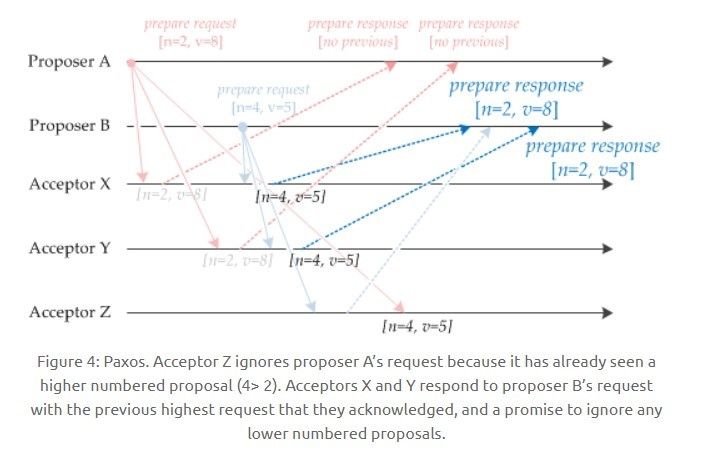 prepare request
[n=2, v=8]
prepare response
[no previous]
prepare response
[no previous]
Proposer A
prepare request
[n=4, v=5]
prepare response
[n=2, v=8]
Proposer B
prepare response
[n=2, v=8]
Acceptor X
[n=2, v=8]
[n=4, v=5]
Acceptor Y
[n=2, v=8]
[n=4, v=5]
Acceptor Z
[n=4, v=5]
Figure 4: Paxos. Acceptor Z ignores proposer A’s request because it has already seen a
higher numbered proposal (4> 2). Acceptors X and Y respond to proposer B’s request
with the previous highest request that they acknowledged, and a promise to ignore any
lower numbered proposals.